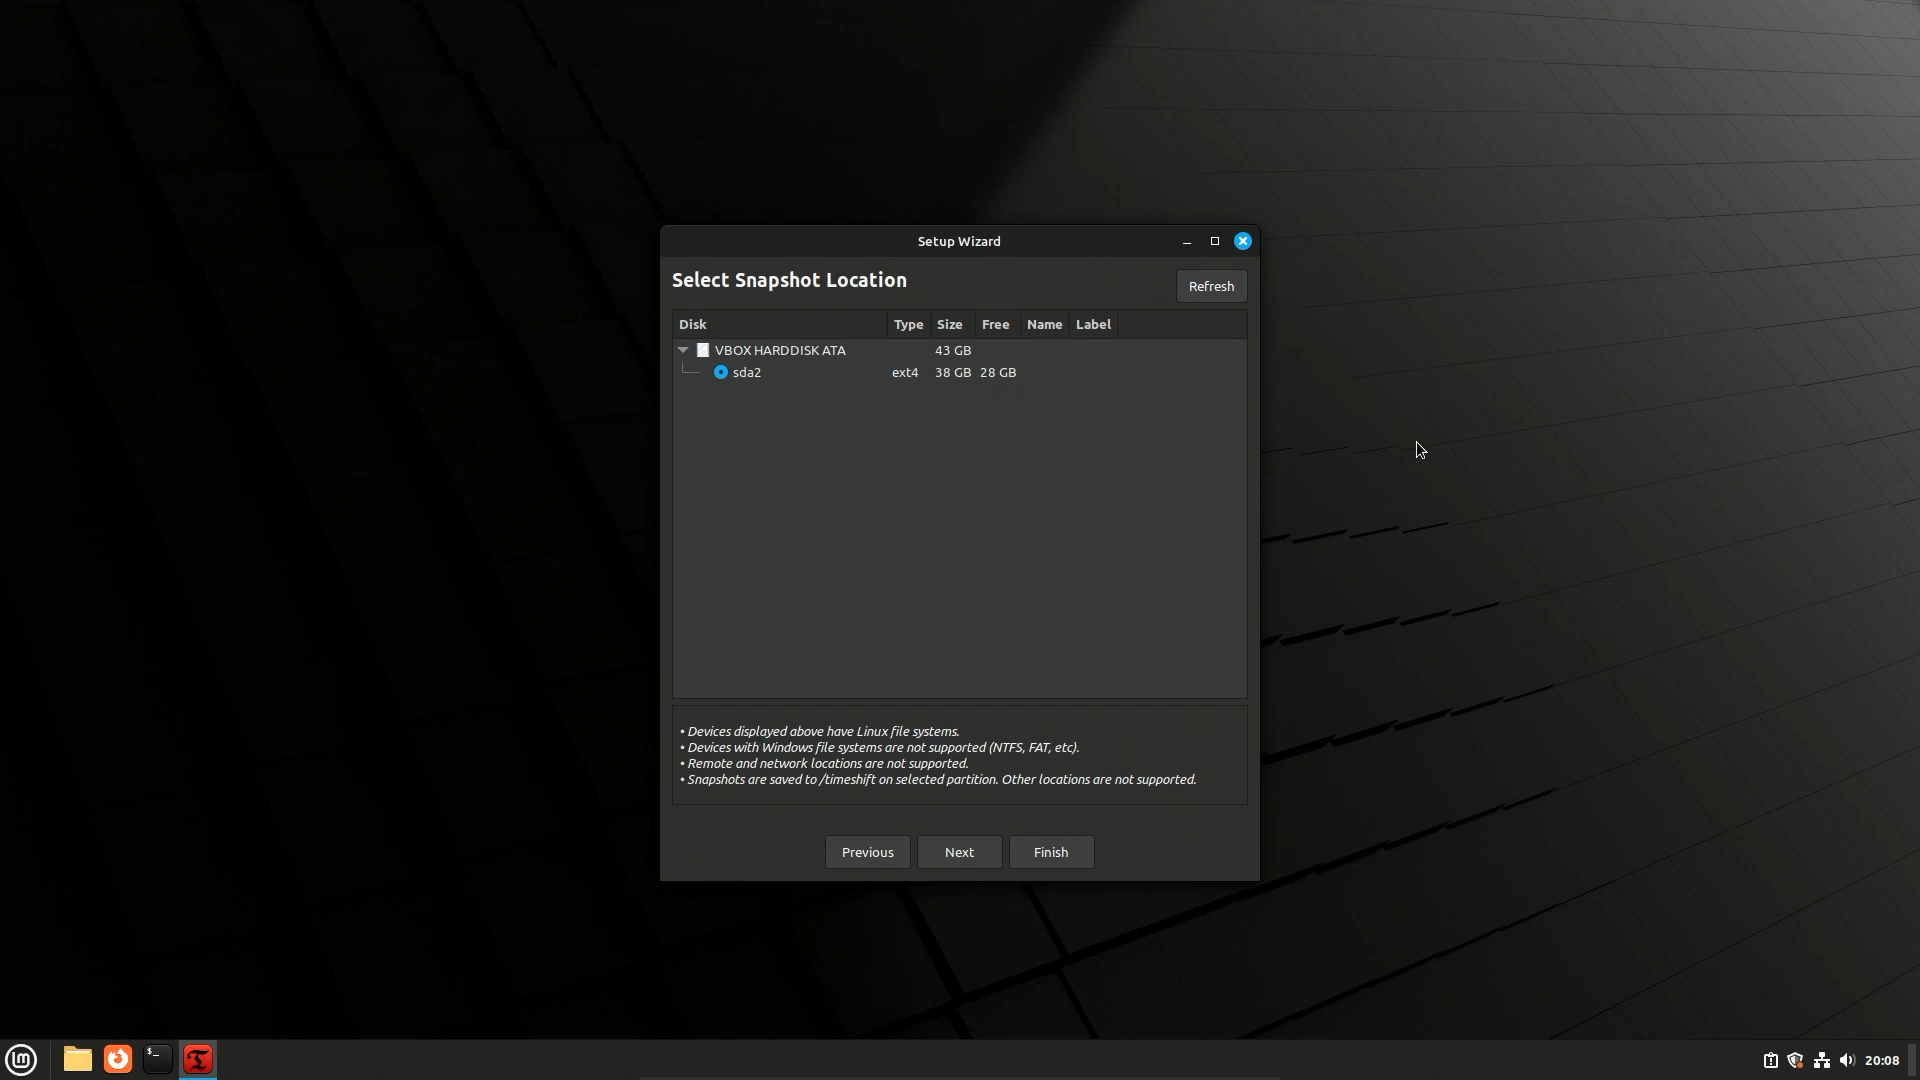 Setup Wizard
Select Snapshot Location
Refresh
Disk Type Size Free Name Label
VBOX HARDDISK ATA 43 GB
sda2 ext4 38 GB 28 GB
• Devices displayed above have Linux file systems.
• Devices with Windows file systems are not supported (NTFS, FAT, etc).
• Remote and network locations are not supported.
• Snapshots are saved to /timeshift on selected partition. Other locations are not supported.
Previous Next Finish
20:08